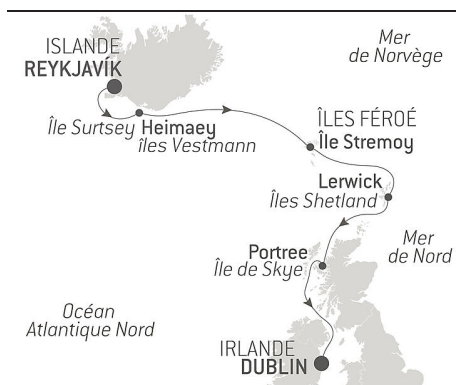 Mer
de Norvège
ISLANDE
REYKJAVÍK
Île Surtsey
Heimaey
îles Vestmann
ÎLES FÉROÉ
Île Stremoy
Lerwick
Îles Shetland
Mer
de Nord
Portree
Île de Skye
Océan
Atlantique Nord
IRLANDE
DUBLIN